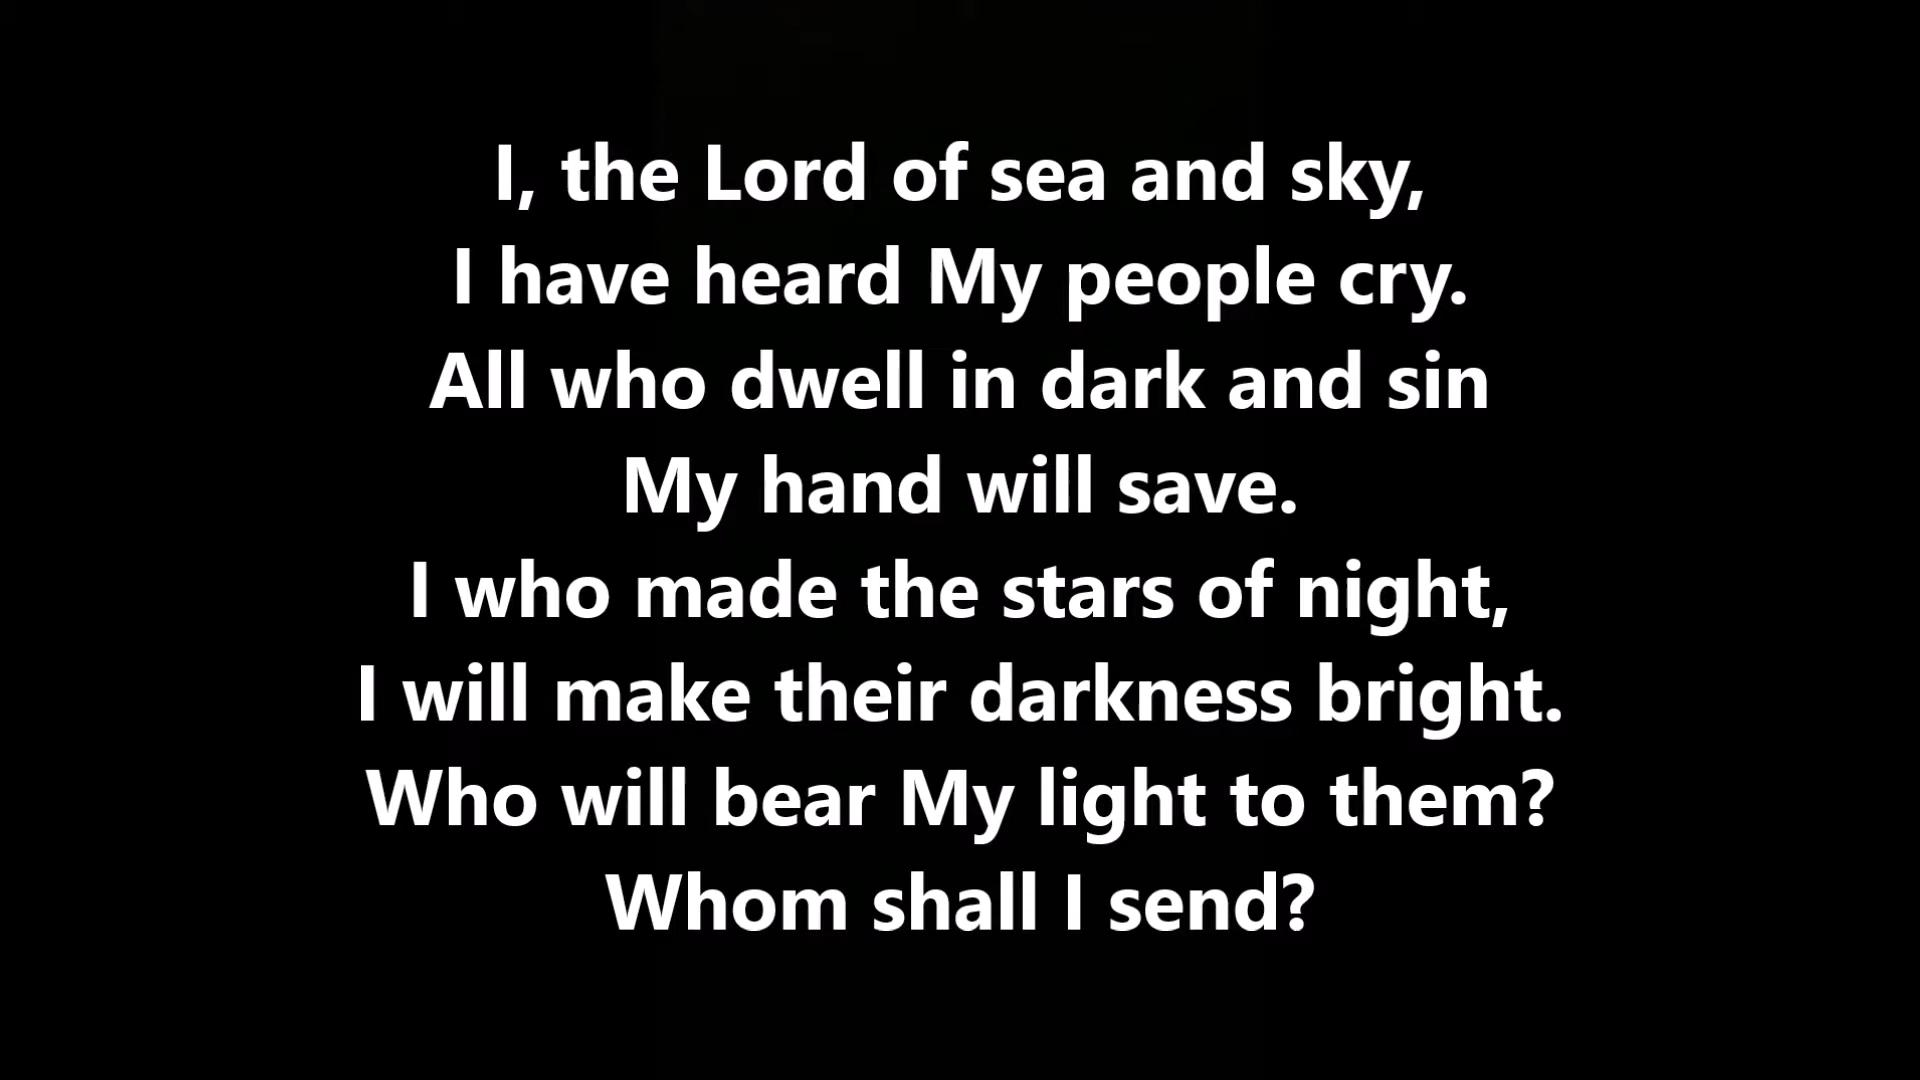 I, the Lord of sea and sky,
I have heard My people cry.
All who dwell in dark and sin
My hand will save.
I who made the stars of night,
I will make their darkness bright.
Who will bear My light to them?
Whom shall I send?